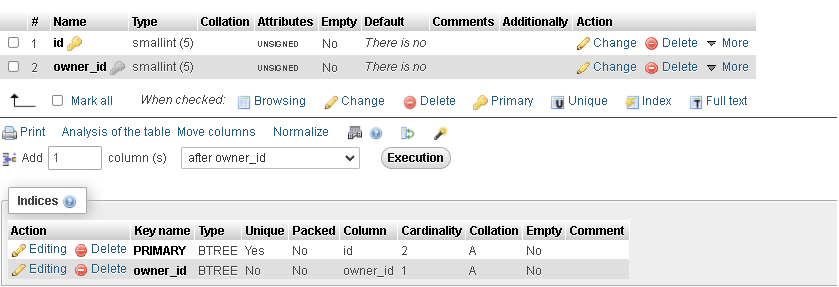 # Name Type Collation Attributes Empty Default Comments Additionally Action
1 id smallint (5) UNSIGNED No There is no Change Delete More
2 owner_id smallint (5) UNSIGNED No There is no Change Delete More
Mark all When checked: Browsing Change Delete Primary Unique Index Full text
Print Analysis of the table Move columns Normalize
Add 1 column (s) after owner_id Execution
Indices
Action Key name Type Unique Packed Column Cardinality Collation Empty Comment
Editing Delete PRIMARY BTREE Yes No id 2 A No
Editing Delete owner_id BTREE No No owner_id 1 A No